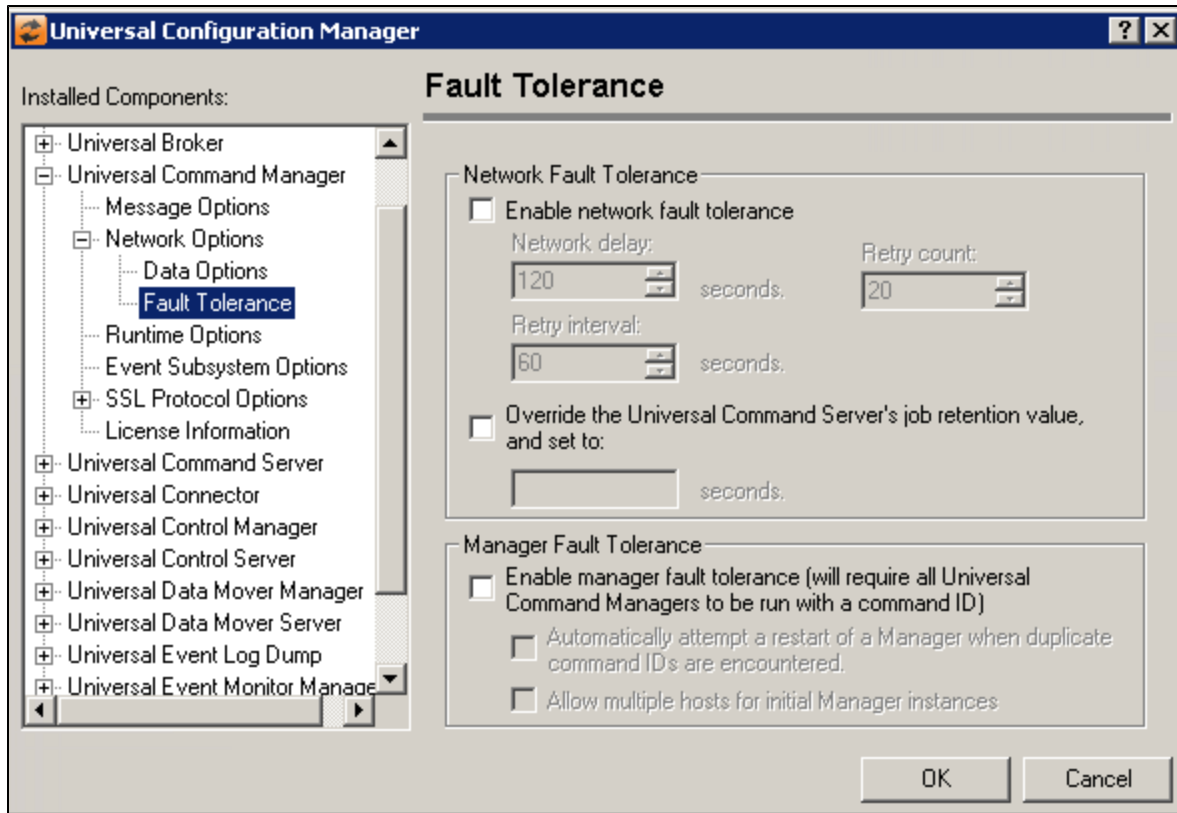 Universal Configuration Manager
Installed Components:
Universal Broker
Universal Command Manager
Message Options
Network Options
Data Options
Fault Tolerance
Runtime Options
Event Subsystem Options
SSL Protocol Options
License Information
Universal Command Server
Universal Connector
Universal Control Manager
Universal Control Server
Universal Data Mover Manager
Universal Data Mover Server
Universal Event Log Dump
Universal Event Monitor Manage
Fault Tolerance
Network Fault Tolerance
Enable network fault tolerance
Network delay:
120 seconds.
Retry count:
20
Retry interval:
60 seconds.
Override the Universal Command Server's job retention value,
and set to:
seconds.
Manager Fault Tolerance
Enable manager fault tolerance (will require all Universal
Command Managers to be run with a command ID)
Automatically attempt a restart of a Manager when duplicate
command IDs are encountered.
Allow multiple hosts for initial Manager instances
OK
Cancel